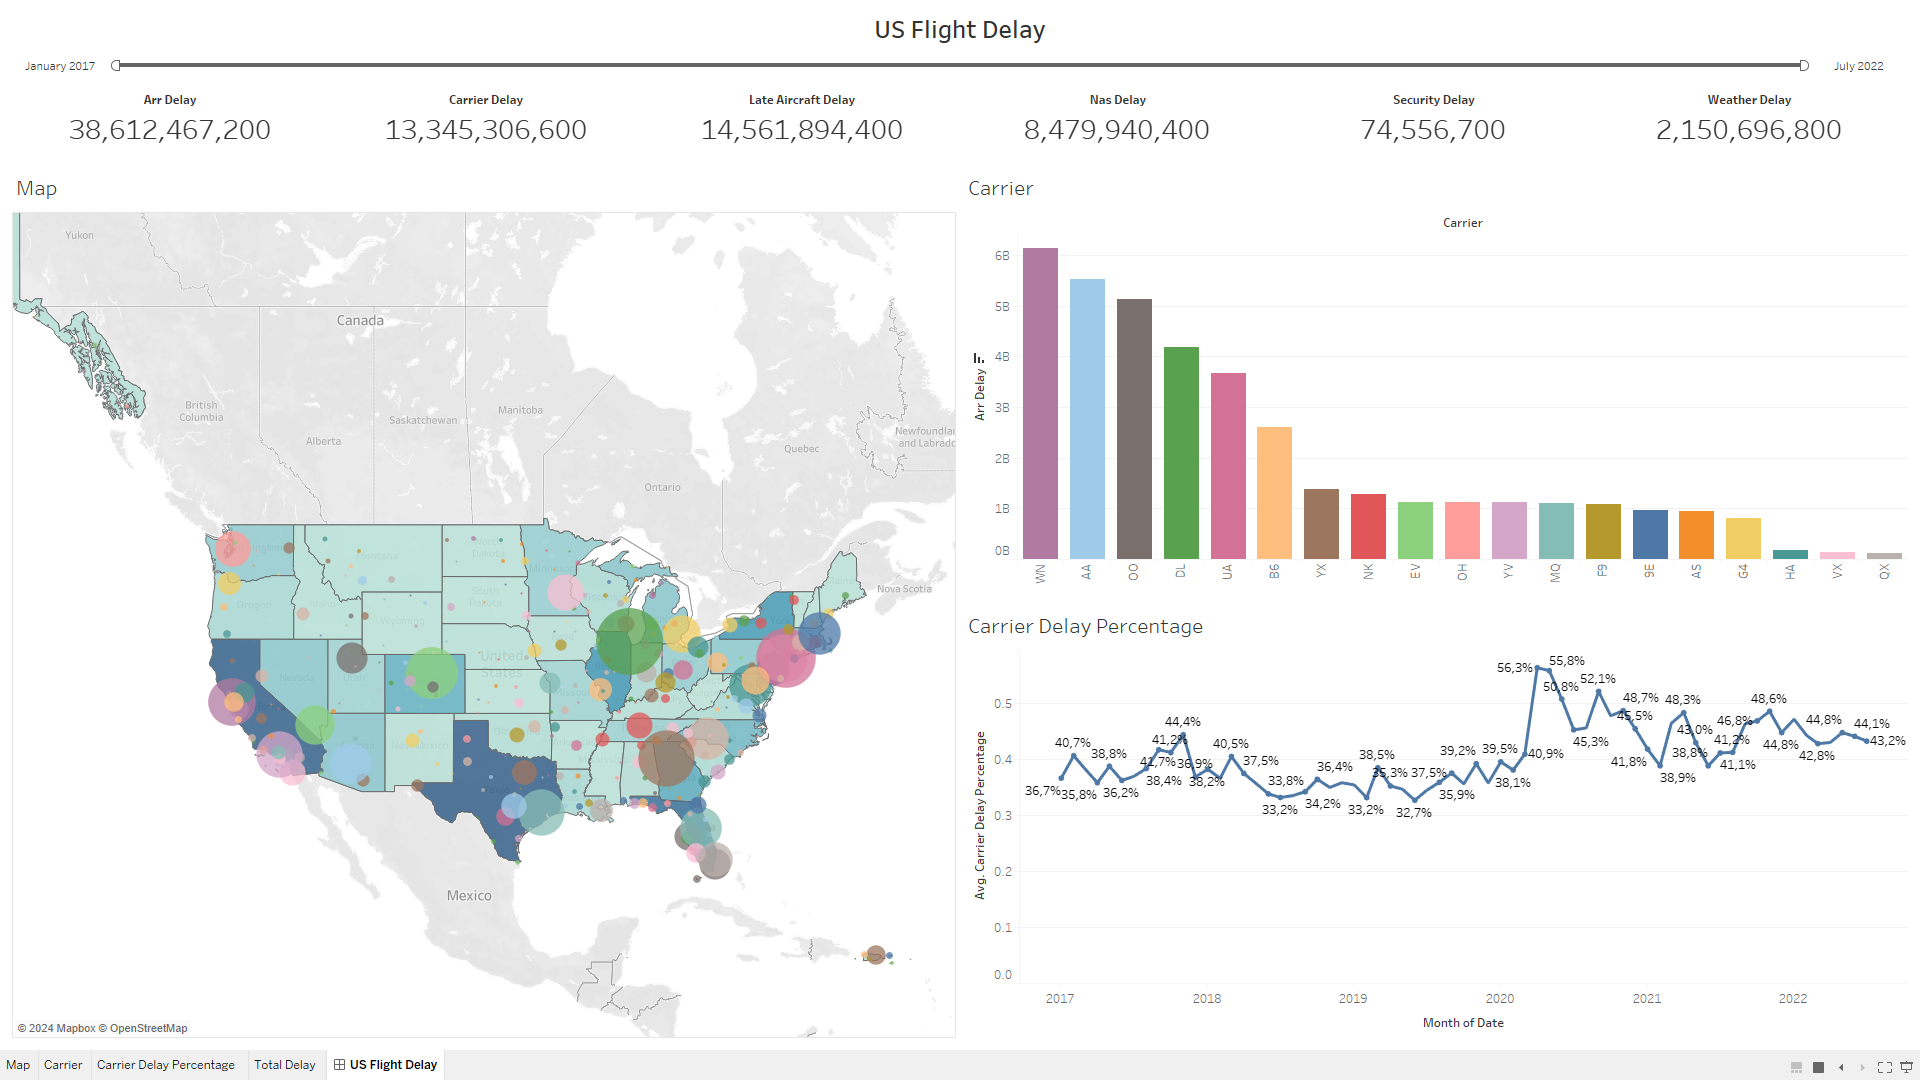 US Flight Delay
January 2017
July 2022
Arr Delay
38,612,467,200
Carrier Delay
13,345,306,600
Late Aircraft Delay
14,561,894,400
Nas Delay
8,479,940,400
Security Delay
74,556,700
Weather Delay
2,150,696,800
Map
Yukon
Canada
British
Columbia
Alberta
Saskatchewan
Manitoba
Ontario
Quebec
Newfoundlan
and Labrado
Nova Scotia
Montana
North
Dakota
South
Dakota
Oregon
Idaho
Wyoming
Nevada
United
States
Mexico
© 2024 Mapbox © OpenStreetMap
Carrier
Carrier
Arr Delay
6B
5B
4B
3B
2B
1B
0B
WN
AA
OO
DL
UA
B6
YX
NK
EV
OH
YV
MQ
F9
9E
AS
G4
HA
VX
QX
Carrier Delay Percentage
Avg. Carrier Delay Percentage
0.5
0.4
0.3
0.2
0.1
0.0
36,7%
40,7%
35,8%
38,8%
36,2%
41,7%
38,4%
41,2%
44,4%
36,9%
38,2%
40,5%
37,5%
33,2%
33,8%
34,2%
36,4%
33,2%
38,5%
35,3%
32,7%
37,5%
35,9%
39,2%
39,5%
38,1%
40,9%
56,3%
55,8%
50,8%
45,3%
52,1%
48,7%
45,5%
41,8%
38,9%
48,3%
43,0%
38,8%
41,2%
41,1%
46,8%
48,6%
44,8%
42,8%
44,8%
44,1%
43,2%
2017
2018
2019
2020
2021
2022
Month of Date
Map
Carrier
Carrier Delay Percentage
Total Delay
US Flight Delay